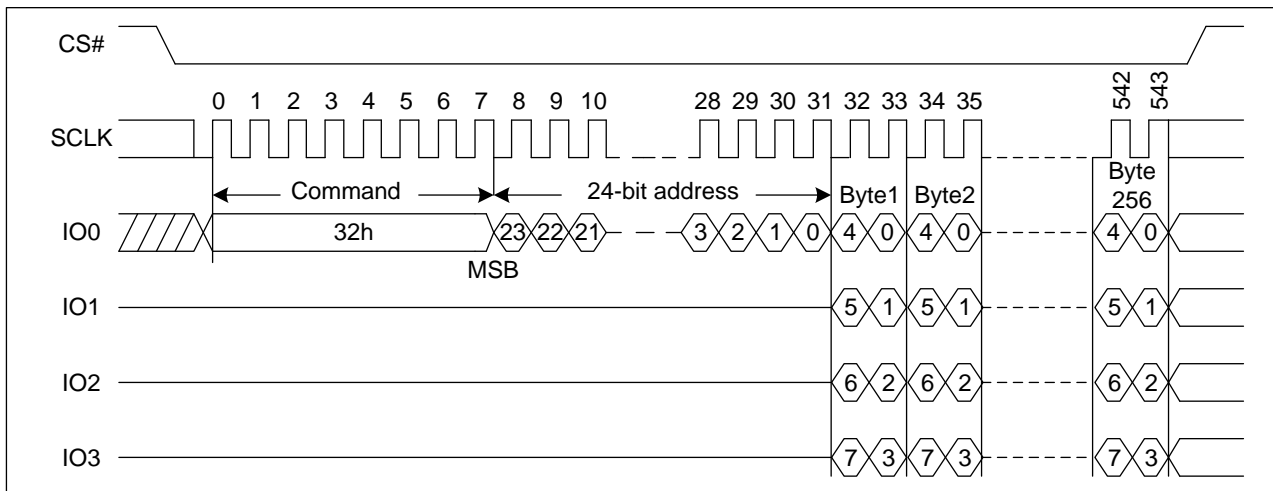 CS#
542
543
0 1 2 3 4 5 6 7 8 9 10 28 29 30 31 32 33 34 35
SCLK
Command 24-bit address Byte1 Byte2 Byte
256
IO0 32h 23 22 21 3 2 1 0 4 0 4 0 4 0
MSB
IO1 5 1 5 1 5 1
IO2 6 2 6 2 6 2
IO3 7 3 7 3 7 3